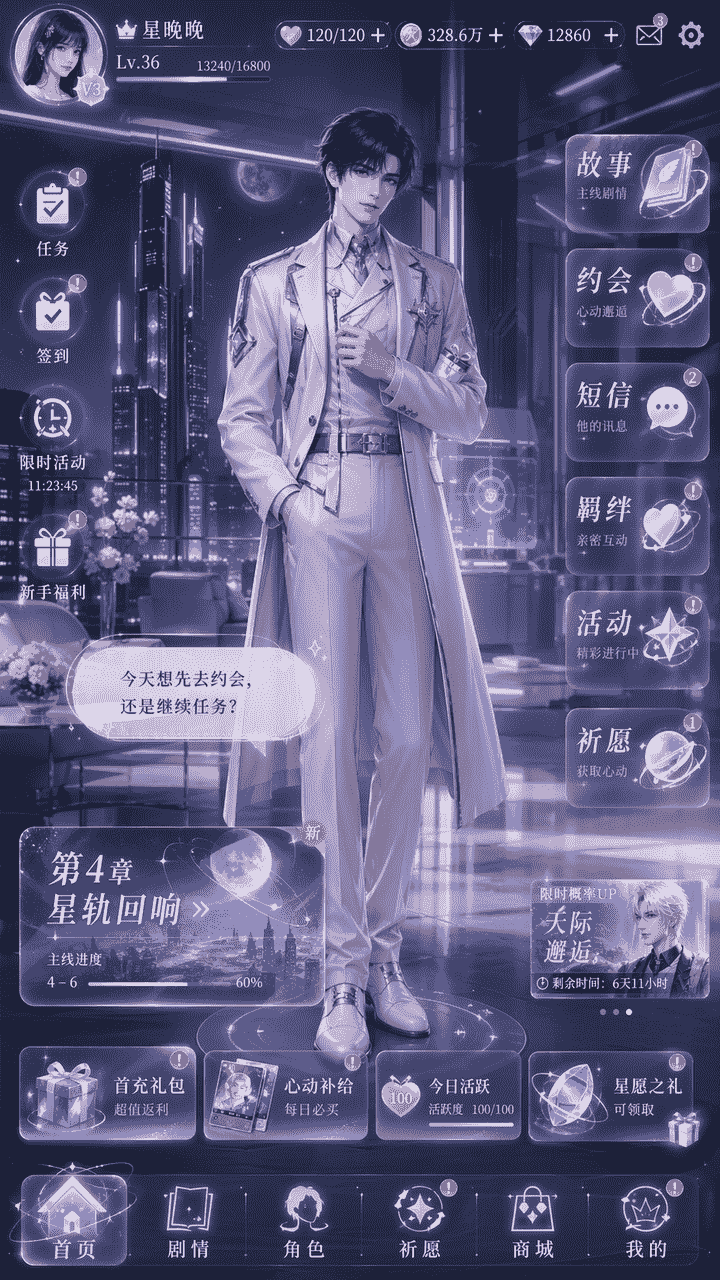 星晚晚
Lv.36
13240/16800
V3
120/120 +
328.6万 +
12860 +
3
任务
签到
限时活动
11:23:45
新手福利
故事
主线剧情
约会
心动邂逅
短信
他的讯息
2
羁绊
亲密互动
活动
精彩进行中
祈愿
获取心动
1
今天想先去约会，
还是继续任务？
新
第4章
星轨回响 »
主线进度
4-6
60%
限时概率UP
天际
邂逅
剩余时间：6天11小时
首充礼包
超值返利
心动补给
每日必买
100
今日活跃
活跃度 100/100
星愿之礼
可领取
首页
剧情
角色
祈愿
商城
我的